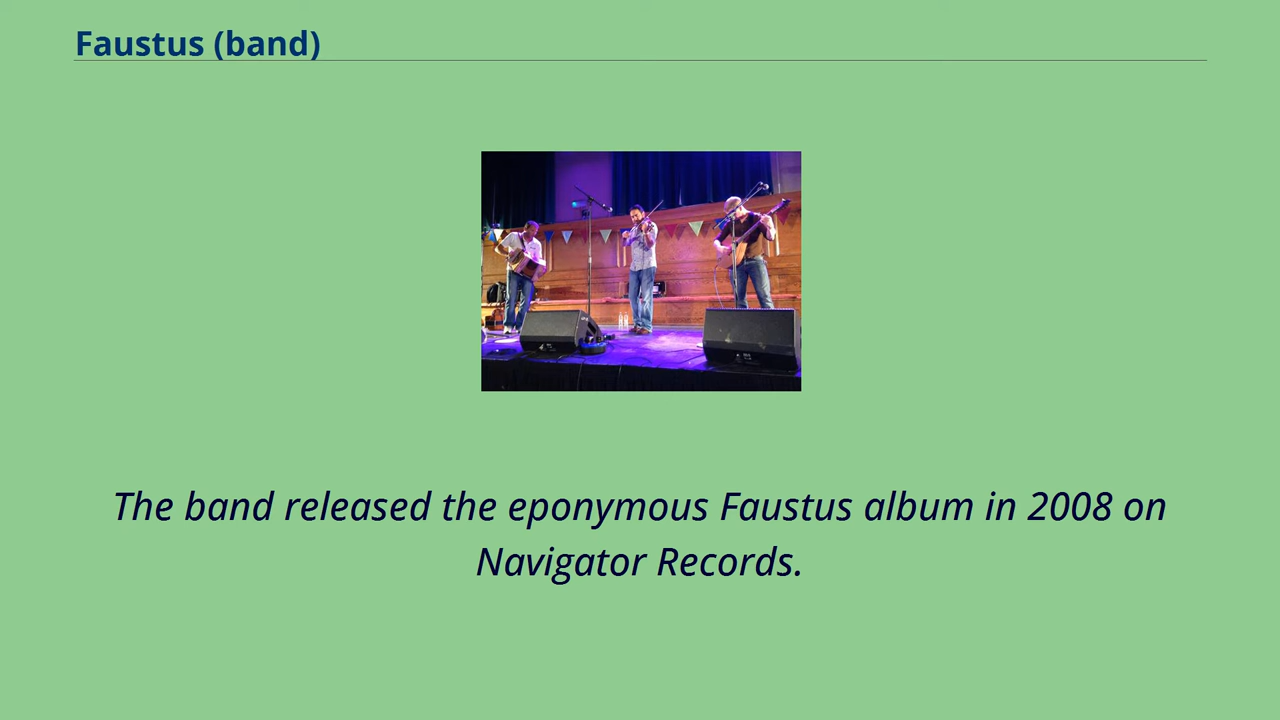 Faustus (band)
The band released the eponymous Faustus album in 2008 on
Navigator Records.